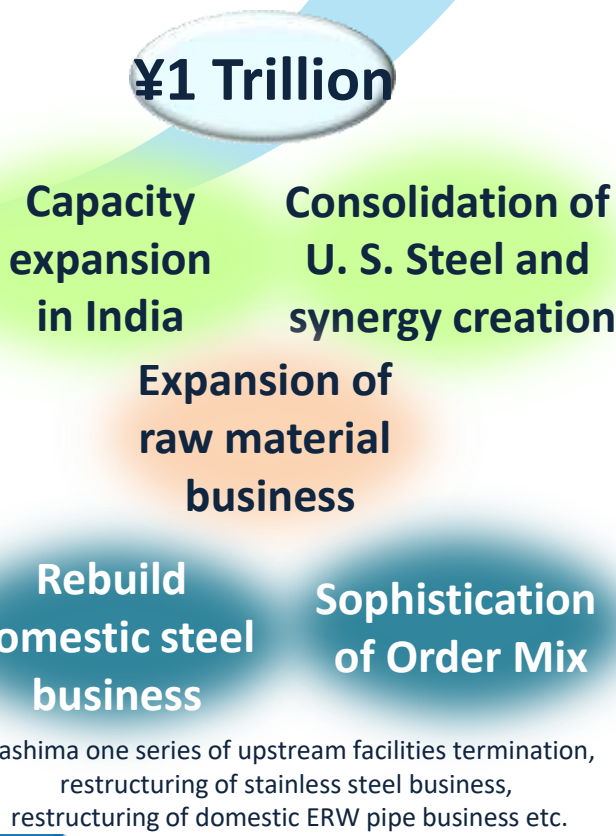 ¥1 Trillion
Capacity
expansion
in India
Consolidation of
U. S. Steel and
synergy creation
Expansion of
raw material
business
Rebuild
omestic steel
business
Sophistication
of Order Mix
ashima one series of upstream facilities termination,
restructuring of stainless steel business,
restructuring of domestic ERW pipe business etc.